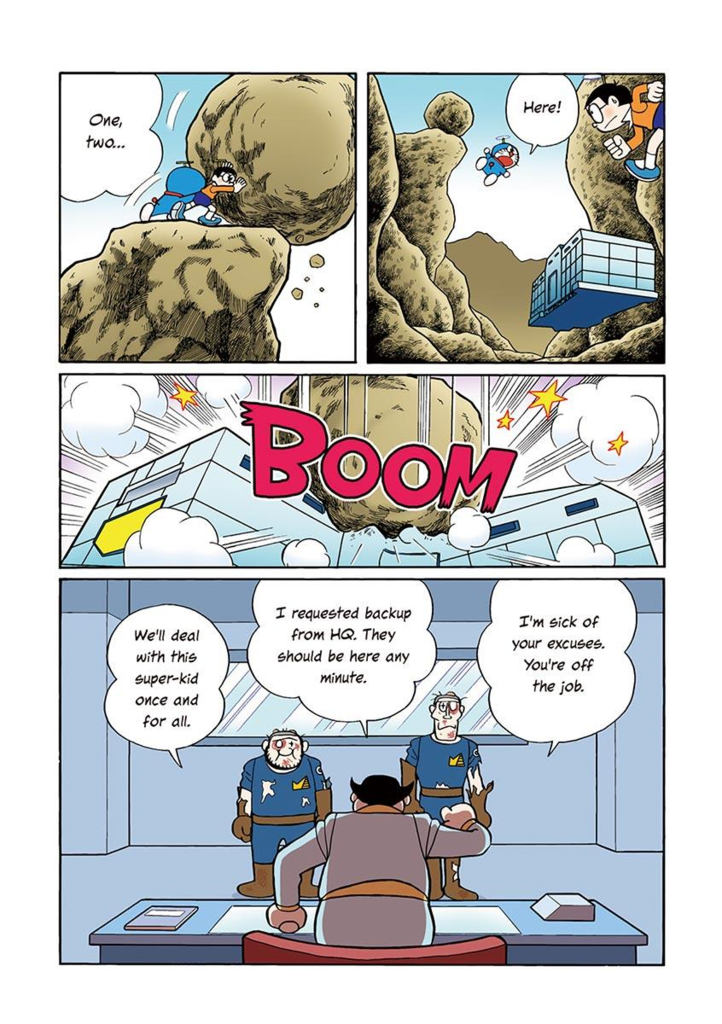 One,
two...
Here!
BOOM
We'll deal
with this
super-kid
once and
for all.
I requested backup
from HQ. They
should be here any
minute.
I'm sick of
your excuses.
You're off
the job.